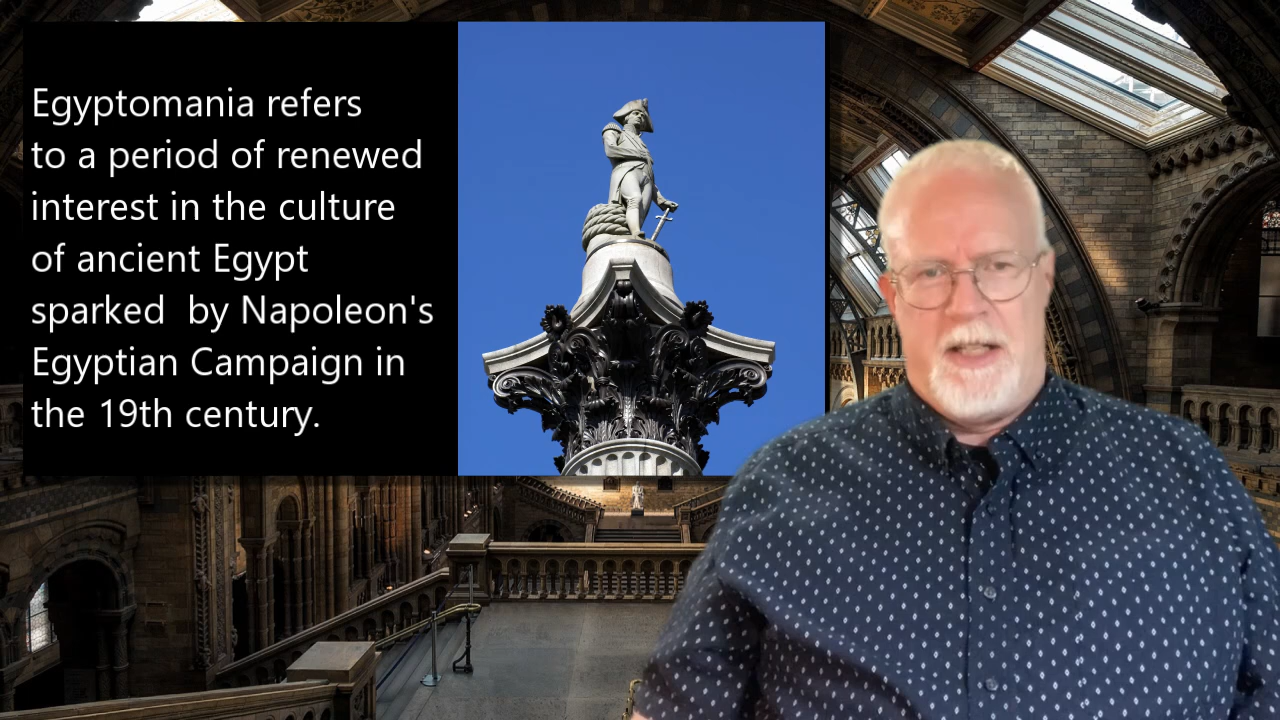 Egyptomania refers
to a period of renewed
interest in the culture
of ancient Egypt
sparked  by Napoleon's
Egyptian Campaign in
the 19th century.